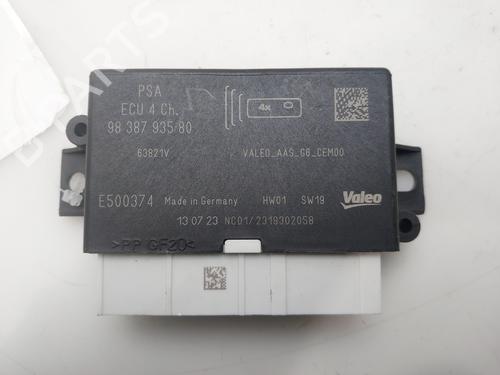 PSA
ECU 4 Ch.
98 387 935 80
4x
63821V
VALEO_AAS_G6_CEM00
E500374 Made in Germany HW01 SW19 Valeo
13 07 23 NC01/2319302058
>PP GF20<